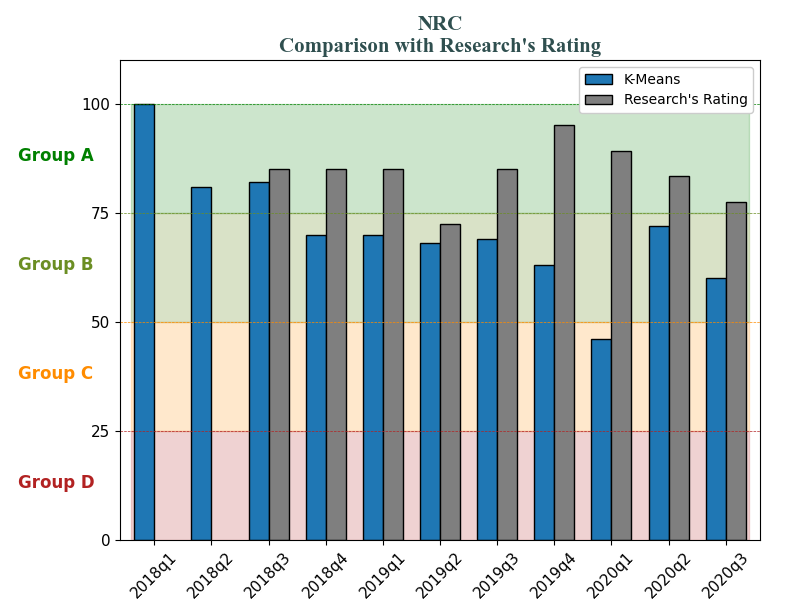 NRC
Comparison with Research's Rating
K-Means
Research's Rating
100
Group A
75
Group B
50
Group C
25
Group D
0
2018q1 2018q2 2018q3 2018q4 2019q1 2019q2 2019q3 2019q4 2020q1 2020q2 2020q3